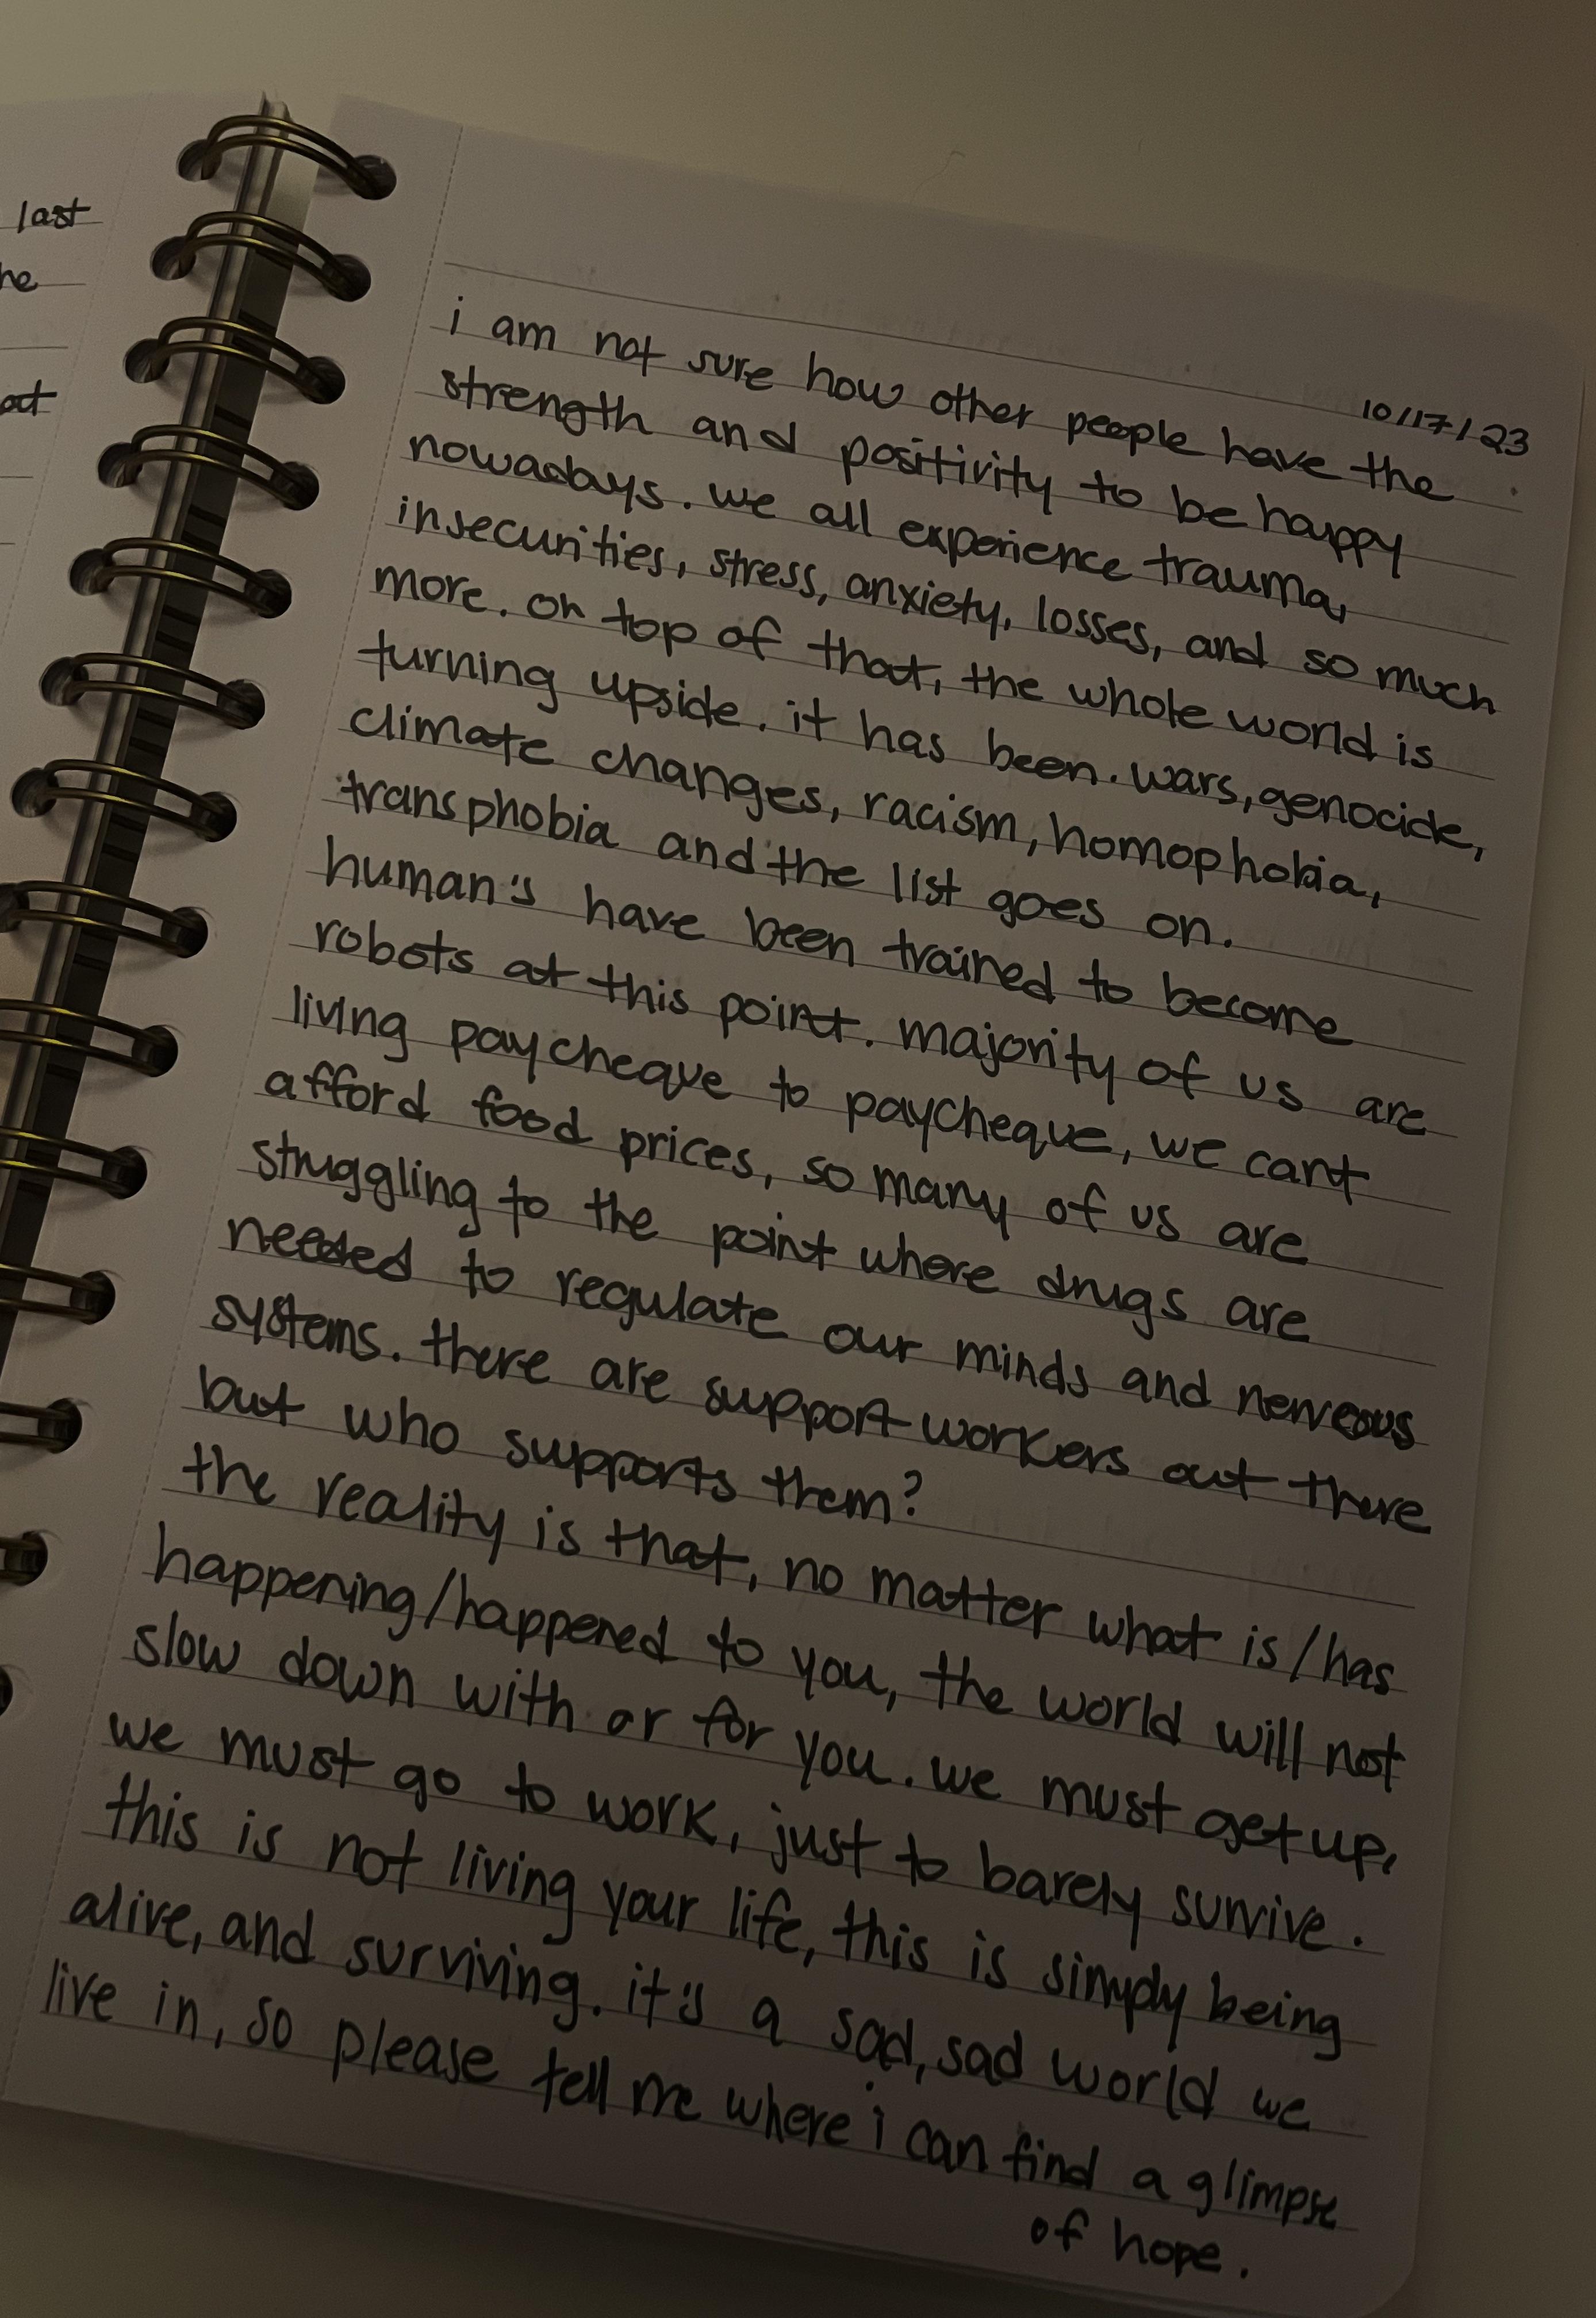 last
he
at
10/17/23
i am not sure how other people have the
strength and positivity to be happy
nowadays. we all experience trauma,
insecurities, stress, anxiety, losses, and so much
more. on top of that, the whole world is
turning upside. it has been. wars, genocide,
climate changes, racism, homophobia,
transphobia and the list goes on.
human's have been trained to become
robots at this point. majority of us are
living paycheque to paycheque, we cant
afford food prices, so many of us are
struggling to the point where drugs are
needed to regulate our minds and nerveous
systems. there are support workers out there
but who supports them?
the reality is that, no matter what is/has
happening/happened to you, the world will not
slow down with or for you. we must get up,
we must go to work, just to barely survive.
this is not living your life, this is simply being
alive, and surviving. it's a sad, sad world we
live in, so please tell me where i can find a glimpse
of hope.